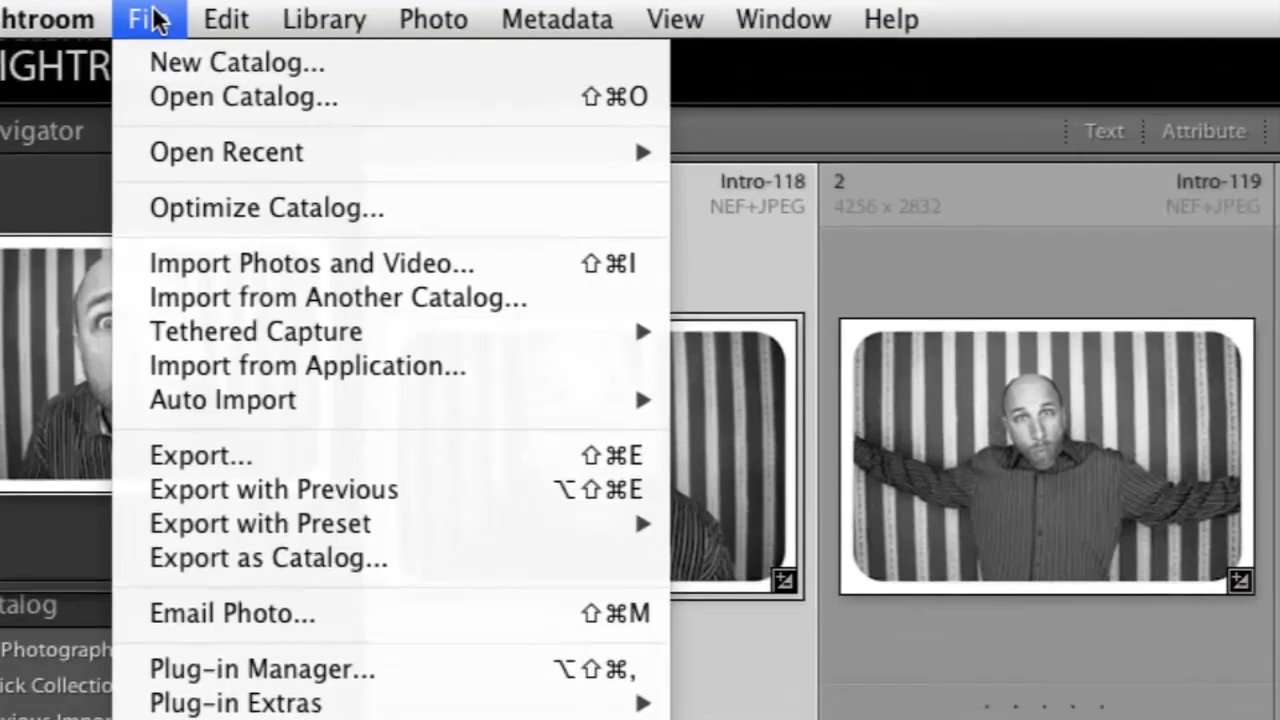 htroom File Edit Library Photo Metadata View Window Help
IGHTR
New Catalog...
Open Catalog... ⇧⌘O
vigator
Text Attribute
Open Recent ▶
Intro-118
NEF+JPEG
2 Intro-119
4256 x 2832 NEF+JPEG
Optimize Catalog...
Import Photos and Video... ⇧⌘I
Import from Another Catalog...
Tethered Capture ▶
Import from Application...
Auto Import ▶
Export... ⇧⌘E
Export with Previous ⌥⇧⌘E
Export with Preset ▶
Export as Catalog...
Email Photo... ⇧⌘M
Plug-in Manager... ⌥⇧⌘,
Plug-in Extras ▶
talog
Photograph
ick Collectio